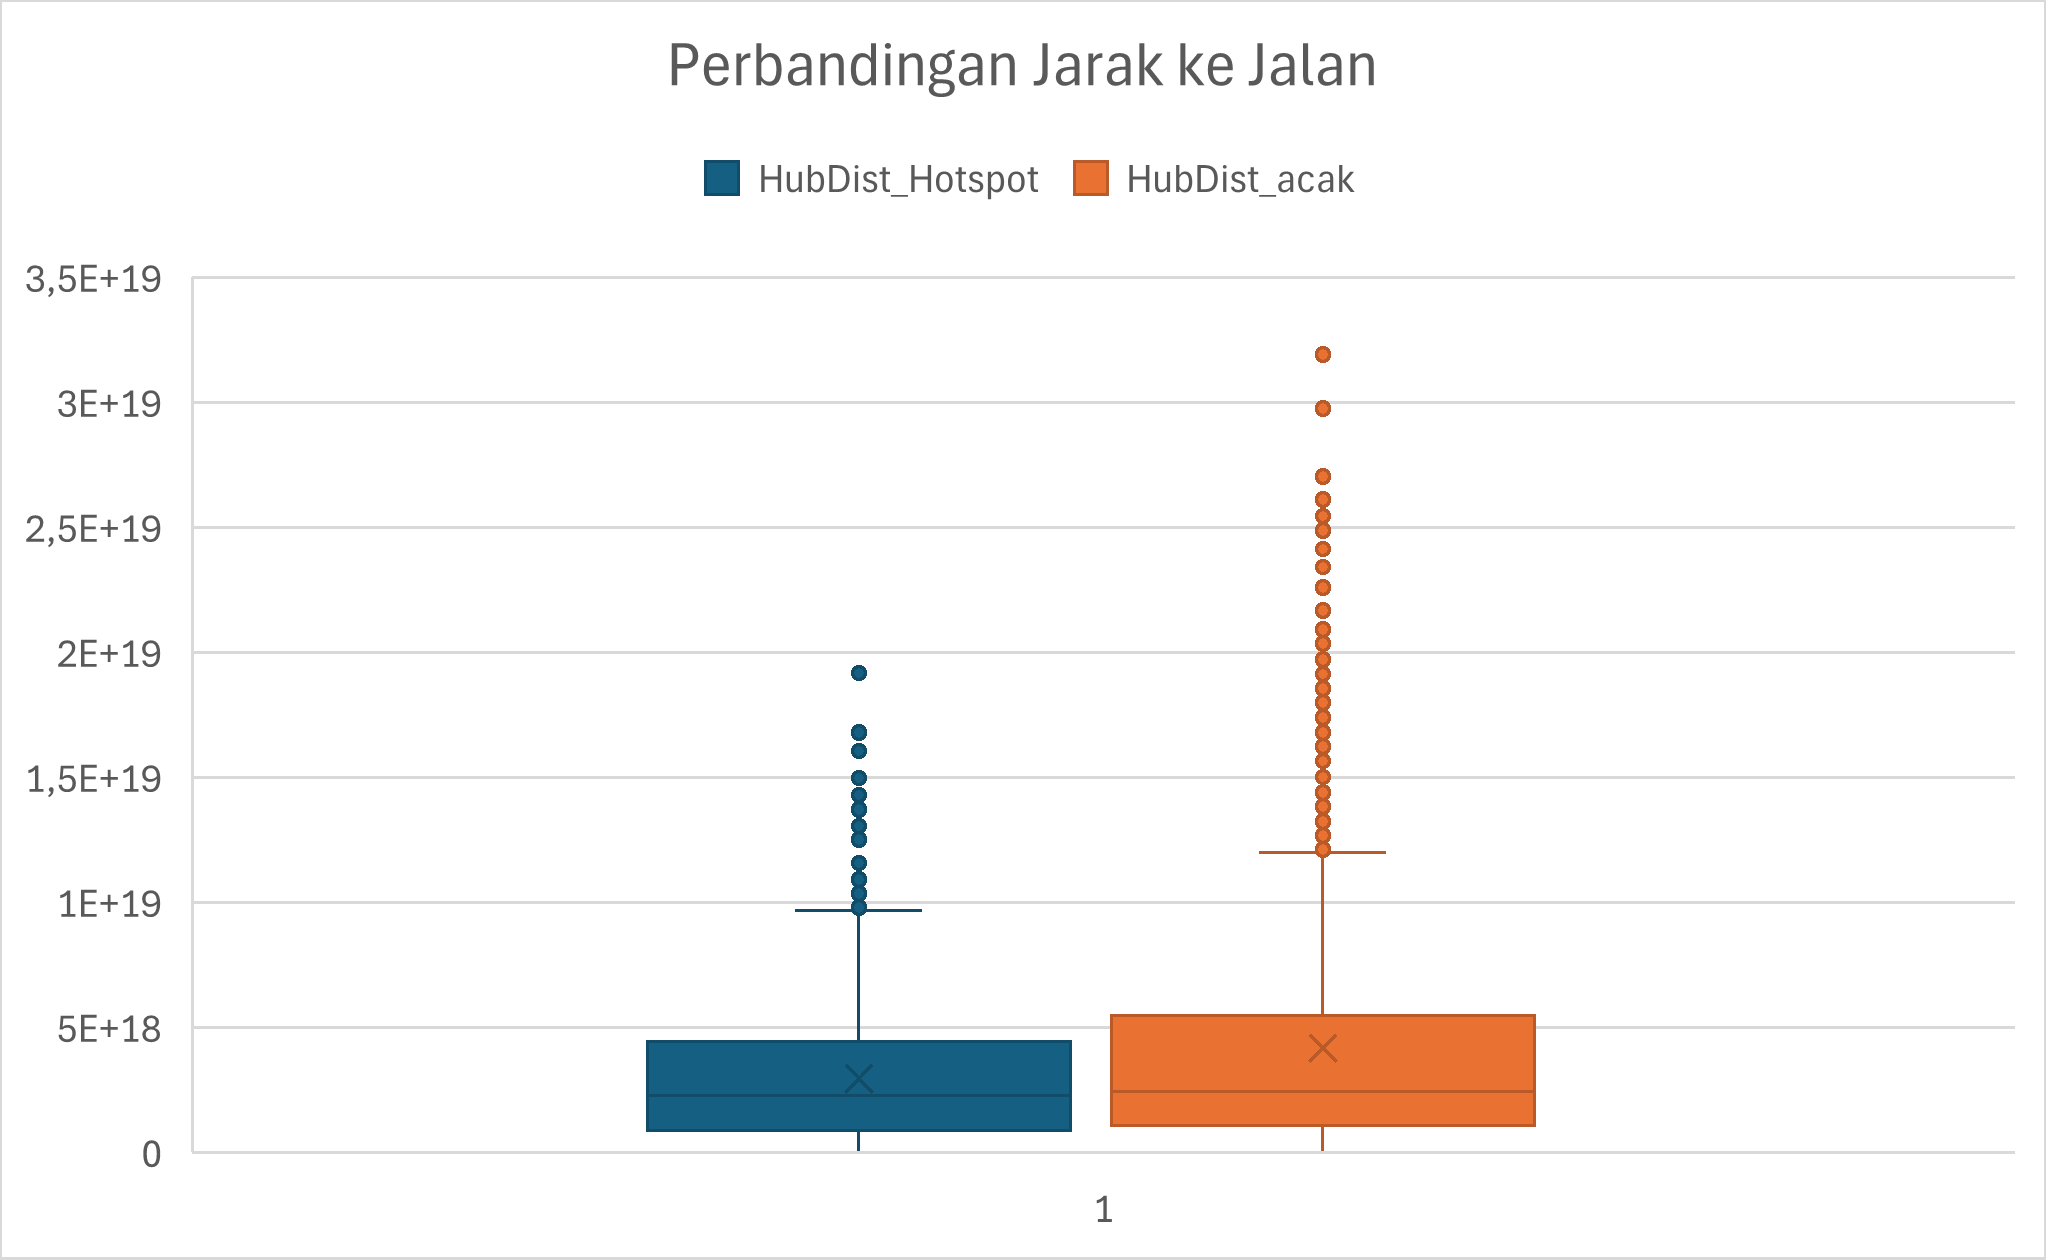 Perbandingan Jarak ke Jalan
HubDist_Hotspot HubDist_acak
3,5E+19
3E+19
2,5E+19
2E+19
1,5E+19
1E+19
5E+18
0
1